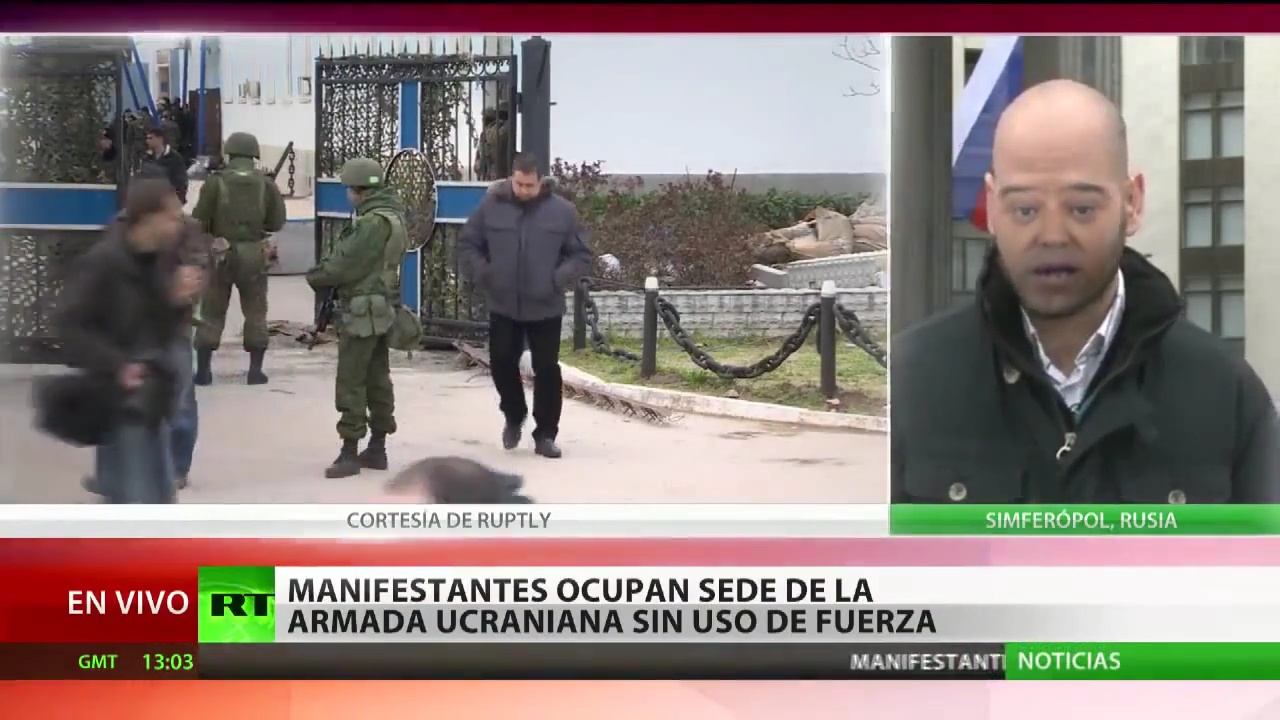 CORTESÍA DE RUPTLY
SIMFERÓPOL, RUSIA
EN VIVO
RT
MANIFESTANTES OCUPAN SEDE DE LA
ARMADA UCRANIANA SIN USO DE FUERZA
GMT 13:03
MANIFESTANT
NOTICIAS